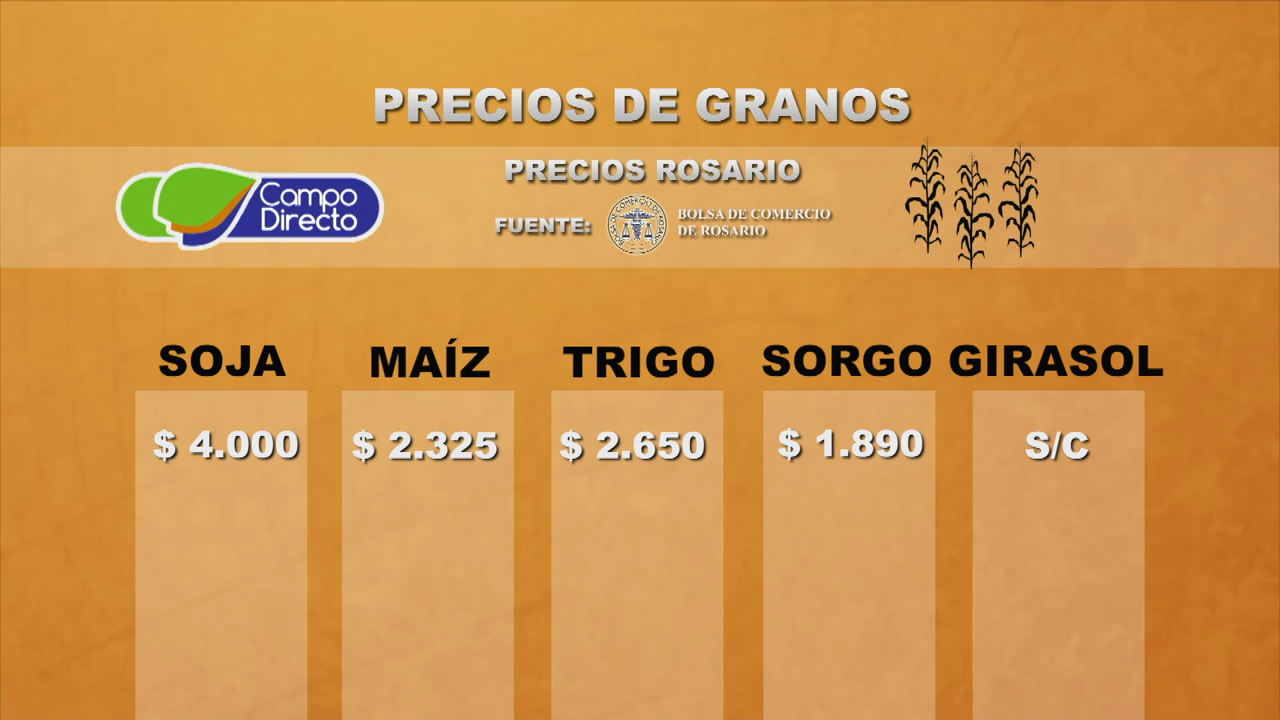 PRECIOS DE GRANOS
PRECIOS ROSARIO
Campo
Directo
FUENTE:
BOLSA DE COMERCIO
DE ROSARIO
SOJA MAÍZ TRIGO SORGO GIRASOL
$ 4.000 $ 2.325 $ 2.650 $ 1.890 S/C